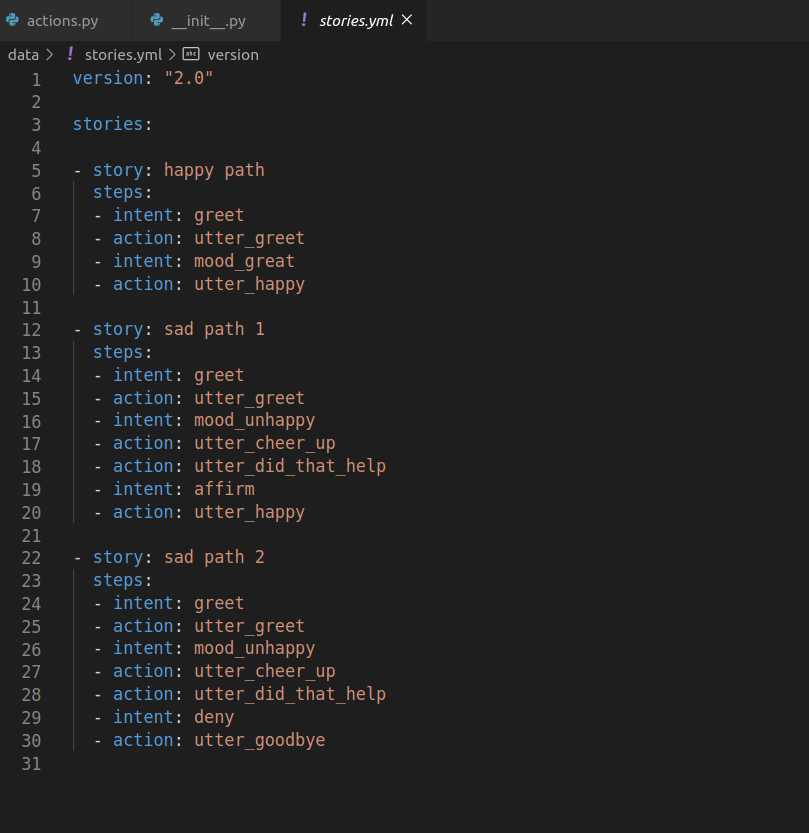 actions.py __init__.py ! stories.yml ×
data > ! stories.yml > abc version
1 version: "2.0"
2
3 stories:
4
5 - story: happy path
6 steps:
7 - intent: greet
8 - action: utter_greet
9 - intent: mood_great
10 - action: utter_happy
11
12 - story: sad path 1
13 steps:
14 - intent: greet
15 - action: utter_greet
16 - intent: mood_unhappy
17 - action: utter_cheer_up
18 - action: utter_did_that_help
19 - intent: affirm
20 - action: utter_happy
21
22 - story: sad path 2
23 steps:
24 - intent: greet
25 - action: utter_greet
26 - intent: mood_unhappy
27 - action: utter_cheer_up
28 - action: utter_did_that_help
29 - intent: deny
30 - action: utter_goodbye
31